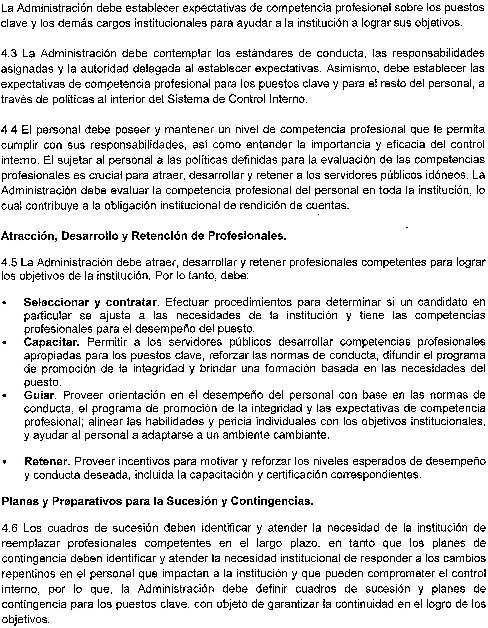 La Administración debe establecer expectativas de competencia profesional sobre los puestos
clave y los demás cargos institucionales para ayudar a la institución a lograr sus objetivos.
4.3 La Administración debe contemplar los estándares de conducta, las responsabilidades
asignadas y la autoridad delegada al establecer expectativas. Asimismo, debe establecer las
expectativas de competencia profesional para los puestos clave y para el resto del personal, a
través de políticas al interior del Sistema de Control Interno.
4.4 El personal debe poseer y mantener un nivel de competencia profesional que le permita
cumplir con sus responsabilidades, así como entender la importancia y eficacia del control
interno. El sujetar al personal a las políticas definidas para la evaluación de las competencias
profesionales es crucial para atraer, desarrollar y retener a los servidores públicos idóneos. La
Administración debe evaluar la competencia profesional del personal en toda la institución, lo
cual contribuye a la obligación institucional de rendición de cuentas.
Atracción, Desarrollo y Retención de Profesionales.
4.5 La Administración debe atraer, desarrollar y retener profesionales competentes para lograr
los objetivos de la institución. Por lo tanto, debe:
• Seleccionar y contratar. Efectuar procedimientos para determinar si un candidato en
particular se ajusta a las necesidades de la institución y tiene las competencias
profesionales para el desempeño del puesto.
• Capacitar. Permitir a los servidores públicos desarrollar competencias profesionales
apropiadas para los puestos clave, reforzar las normas de conducta, difundir el programa
de promoción de la integridad y brindar una formación basada en las necesidades del
puesto.
• Guiar. Proveer orientación en el desempeño del personal con base en las normas de
conducta, el programa de promoción de la integridad y las expectativas de competencia
profesional; alinear las habilidades y pericia individuales con los objetivos institucionales,
y ayudar al personal a adaptarse a un ambiente cambiante.
• Retener. Proveer incentivos para motivar y reforzar los niveles esperados de desempeño
y conducta deseada, incluida la capacitación y certificación correspondientes.
Planes y Preparativos para la Sucesión y Contingencias.
4.6 Los cuadros de sucesión deben identificar y atender la necesidad de la institución de
reemplazar profesionales competentes en el largo plazo, en tanto que los planes de
contingencia deben identificar y atender la necesidad institucional de responder a los cambios
repentinos en el personal que impactan a la institución y que pueden comprometer el control
interno, por lo que, la Administración debe definir cuadros de sucesión y planes de
contingencia para los puestos clave, con objeto de garantizar la continuidad en el logro de los
objetivos.